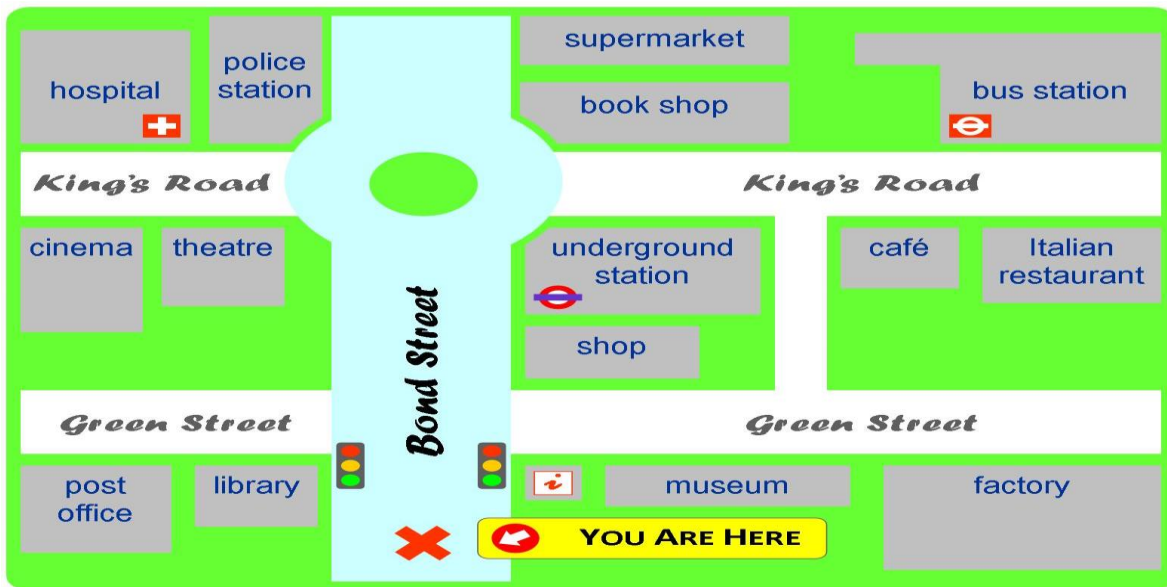 hospital
police
station
supermarket
book shop
bus station
King's Road
King's Road
cinema
theatre
underground
station
café
Italian
restaurant
shop
Bond Street
Green Street
Green Street
post
office
library
i
museum
factory
YOU ARE HERE